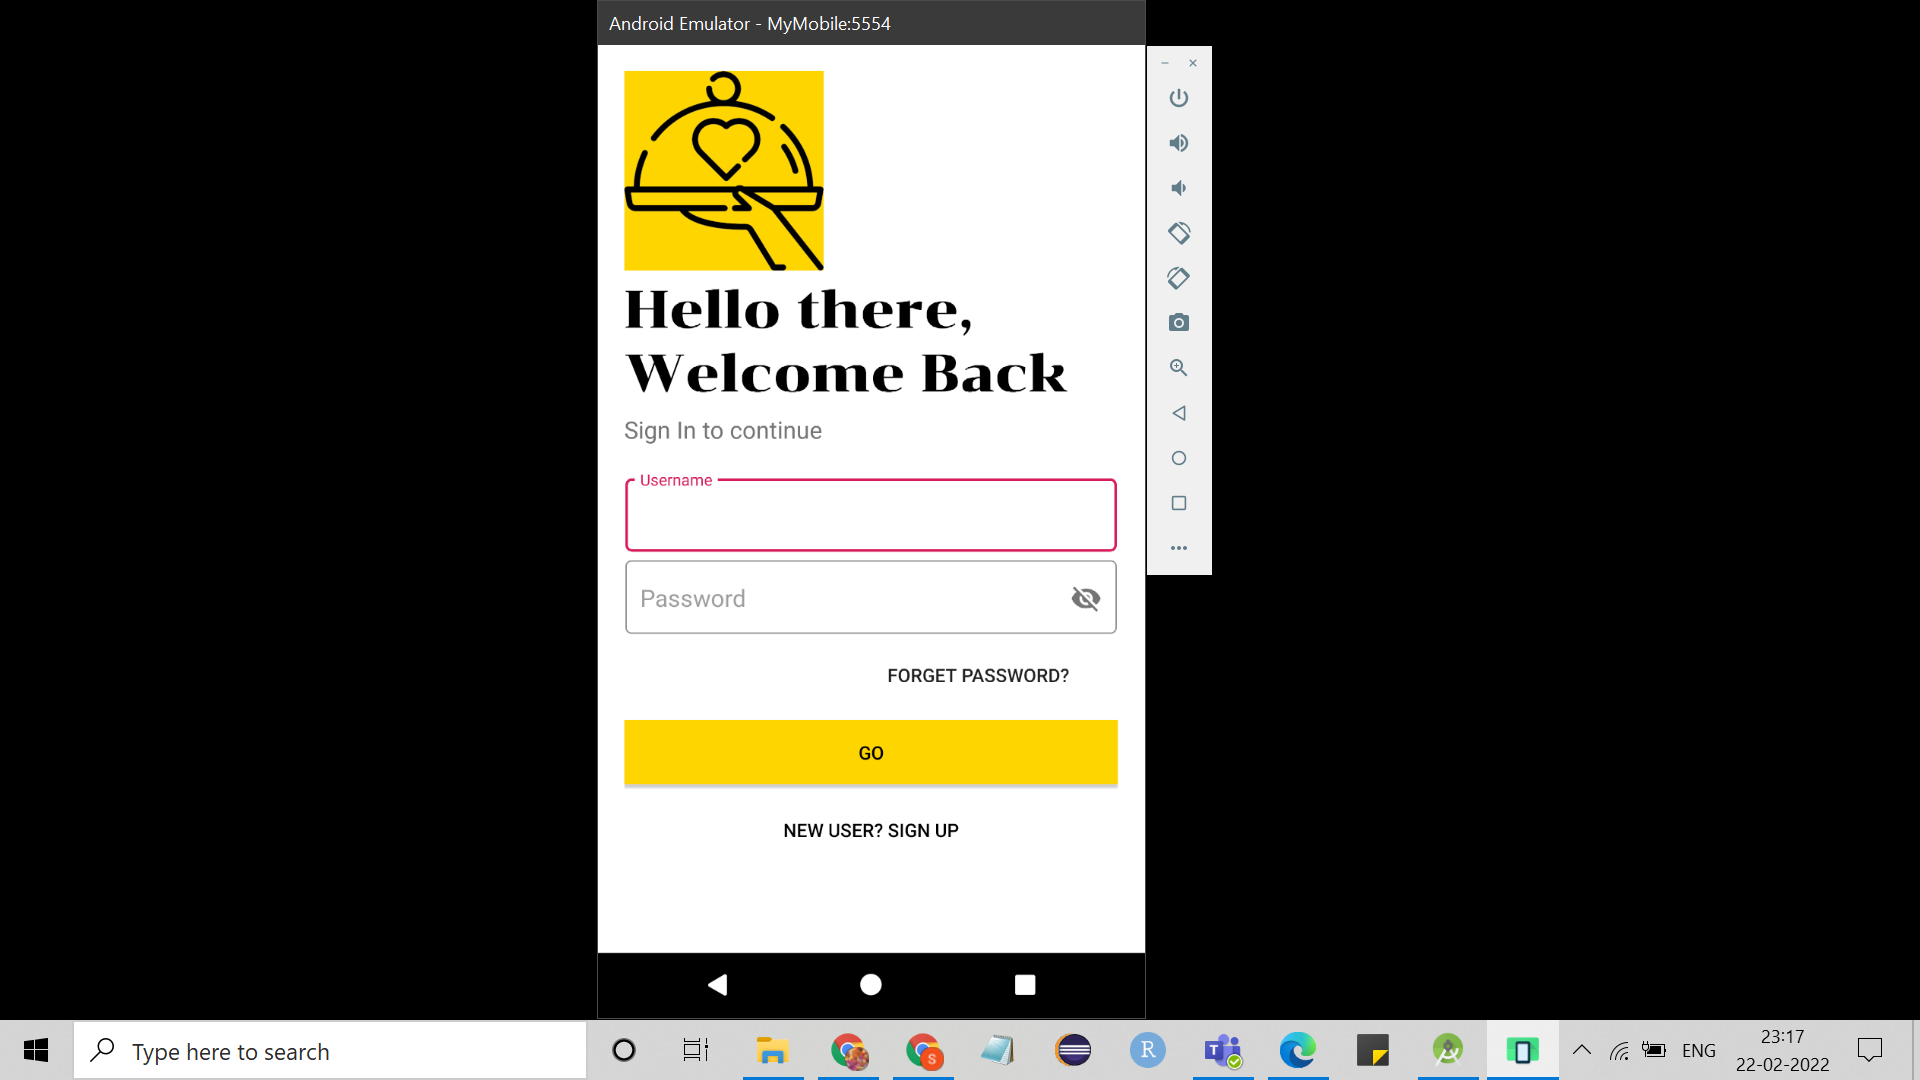 Android Emulator - MyMobile:5554
Hello there,
Welcome Back
Sign In to continue
Username
Password
FORGET PASSWORD?
GO
NEW USER? SIGN UP
Type here to search
S
R
T
ENG
23:17
22-02-2022